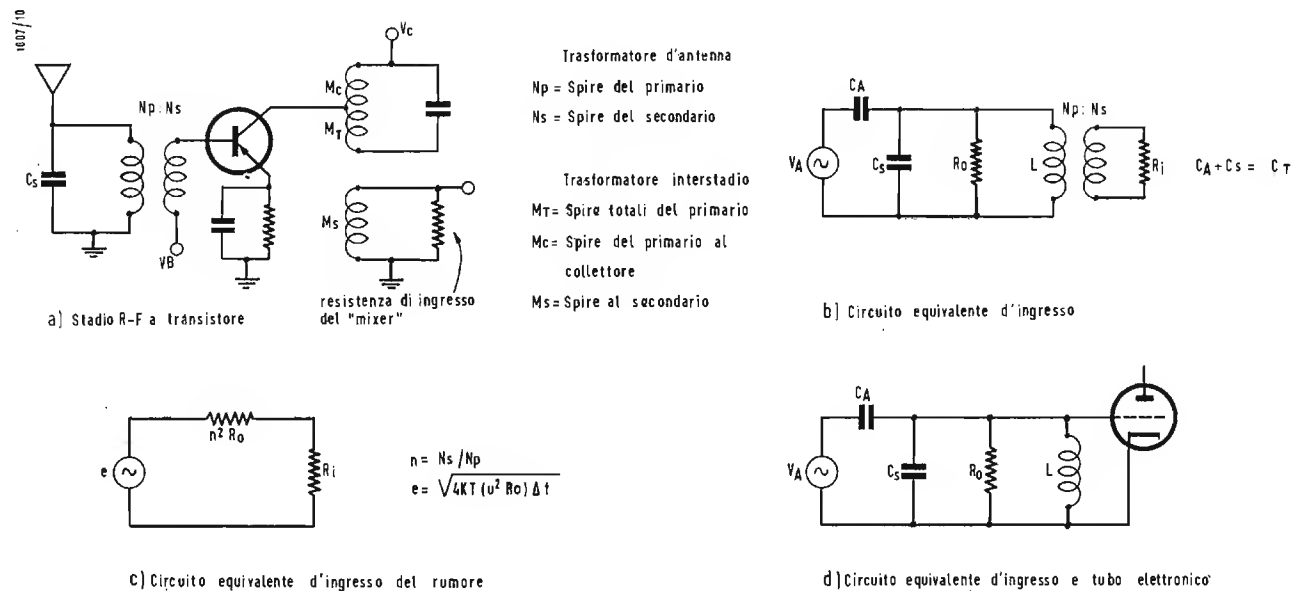 1607/10
Vc
Mc
MT
Np: Ns
Cs
VB
Ms
resistenza di ingresso
del "mixer"
a) Stadio R-F a transistore
Trasformatore d'antenna
Np = Spire del primario
Ns = Spire del secondario
Trasformatore interstadio
MT= Spire totali del primario
Mc= Spire del primario al
collettore
Ms= Spire al secondario
CA
Np: Ns
VA
Cs
Ro
L
Ri
CA+Cs = CT
b) Circuito equivalente d'ingresso
n² Ro
e
Ri
n= Ns/Np
e= √4KT (u² Ro) Δ t
c) Circuito equivalente d'ingresso del rumore
CA
VA
Cs
Ro
L
d) Circuito equivalente d'ingresso e tubo elettronico